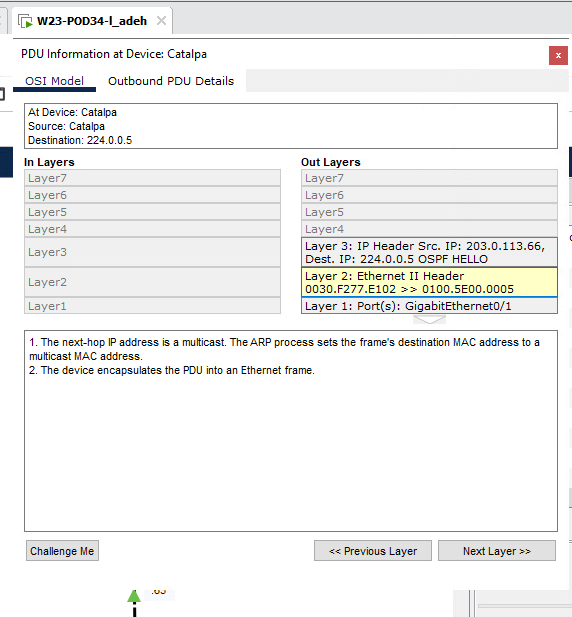 W23-POD34-l_adeh
PDU Information at Device: Catalpa
OSI Model
Outbound PDU Details
At Device: Catalpa
Source: Catalpa
Destination: 224.0.0.5
In Layers
Out Layers
Layer7
Layer7
Layer6
Layer6
Layer5
Layer5
Layer4
Layer4
Layer3
Layer 3: IP Header Src. IP: 203.0.113.66,
Dest. IP: 224.0.0.5 OSPF HELLO
Layer2
Layer 2: Ethernet II Header
0030.F277.E102 >> 0100.5E00.0005
Layer1
Layer 1: Port(s): GigabitEthernet0/1
1. The next-hop IP address is a multicast. The ARP process sets the frame's destination MAC address to a
multicast MAC address.
2. The device encapsulates the PDU into an Ethernet frame.
Challenge Me
<< Previous Layer
Next Layer >>